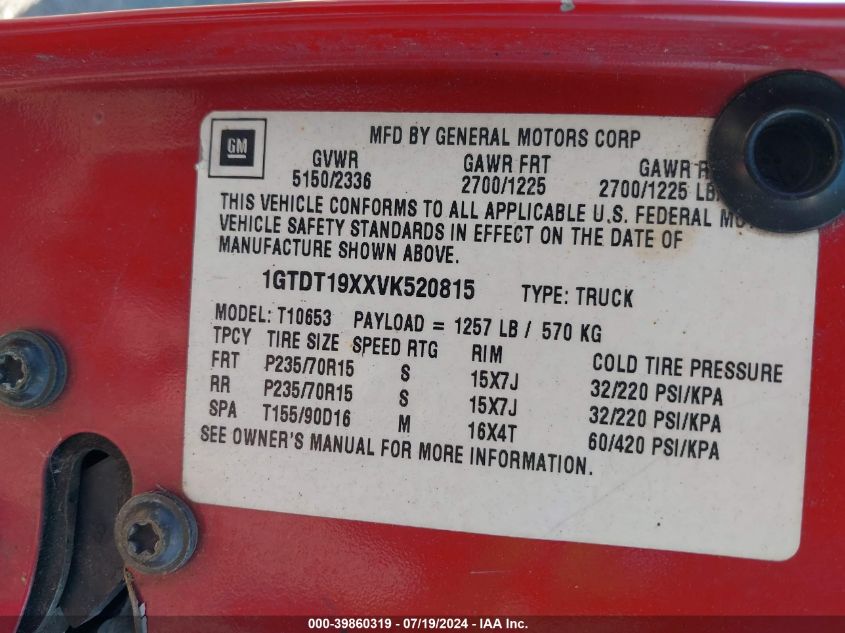 GM
MFD BY GENERAL MOTORS CORP
GVWR GAWR FRT GAWR
5150/2336 2700/1225 2700/1225
THIS VEHICLE CONFORMS TO ALL APPLICABLE U.S. FEDERAL
VEHICLE SAFETY STANDARDS IN EFFECT ON THE DATE OF
MANUFACTURE SHOWN ABOVE.
1GTDT19XXVK520815 TYPE: TRUCK
MODEL: T10653 PAYLOAD = 1257 LB / 570 KG
TPCY TIRE SIZE SPEED RTG RIM COLD TIRE PRESSURE
FRT P235/70R15 S 15X7J 32/220 PSI/KPA
RR P235/70R15 S 15X7J 32/220 PSI/KPA
SPA T155/90D16 M 16X4T 60/420 PSI/KPA
SEE OWNER'S MANUAL FOR MORE INFORMATION.
000-39860319 - 07/19/2024 - IAA Inc.